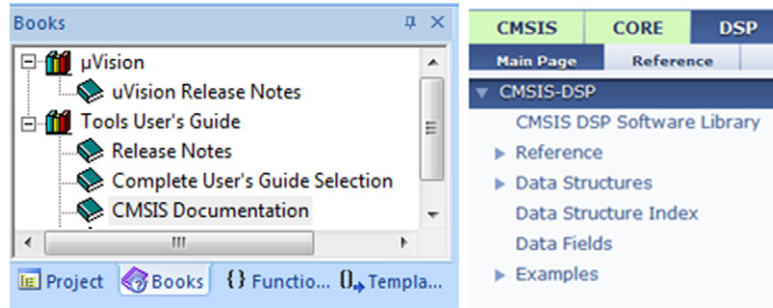 Books
µVision
uVision Release Notes
Tools User's Guide
Release Notes
Complete User's Guide Selection
CMSIS Documentation
Project Books {} Functio... 0 Templa...
CMSIS CORE DSP
Main Page Reference
CMSIS-DSP
CMSIS DSP Software Library
Reference
Data Structures
Data Structure Index
Data Fields
Examples